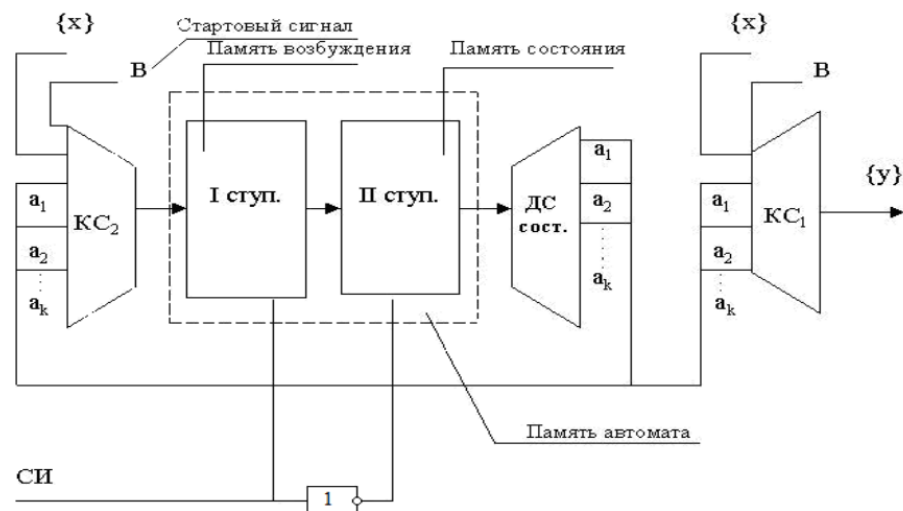 {x}
Стартовый сигнал
{x}
Память возбуждения
Память состояния
B
B
I ступ.
II ступ.
КС₂
ДС
сост.
КС₁
{y}
a₁
a₂
aₖ
a₁
a₂
aₖ
a₁
a₂
aₖ
Память автомата
СИ
1